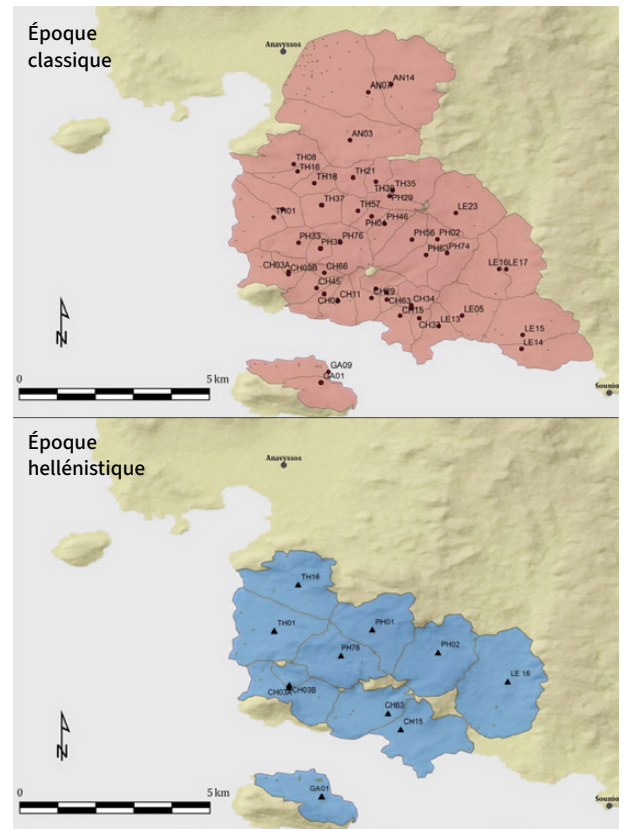 Époque
classique
Anavyssos
AN07
AN14
AN03
TH08
TH16
TH18
TH21
TH35
PH29
TH37
TH57
LE23
TH01
PH46
PH33
PH76
PH56
PH02
PH63
PH74
CH03A
CH03B
CH66
LE16
LE17
CH45
CH11
CH29
CH63
CH34
CH15
LE05
LE13
LE15
LE14
GA09
GA01
0
5 km
N
Époque
hellénistique
Anavyssos
TH16
TH01
PH01
PH76
PH02
LE 16
CH03A
CH03B
CH63
CH15
GA01
0
5 km
N